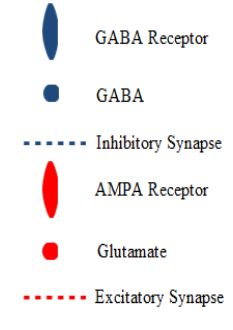 GABA Receptor
GABA
Inhibitory Synapse
AMPA Receptor
Glutamate
Excitatory Synapse